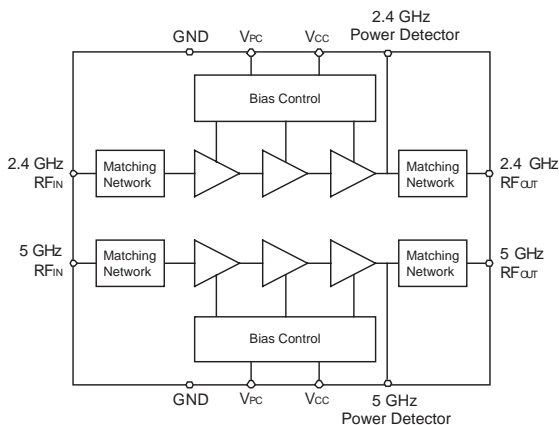 2.4 GHz
Power Detector
GND
VPC
VCC
Bias Control
2.4 GHz
RFIN
Matching
Network
Matching
Network
2.4 GHz
RFOUT
5 GHz
RFIN
Matching
Network
Matching
Network
5 GHz
RFOUT
Bias Control
GND
VPC
VCC
5 GHz
Power Detector